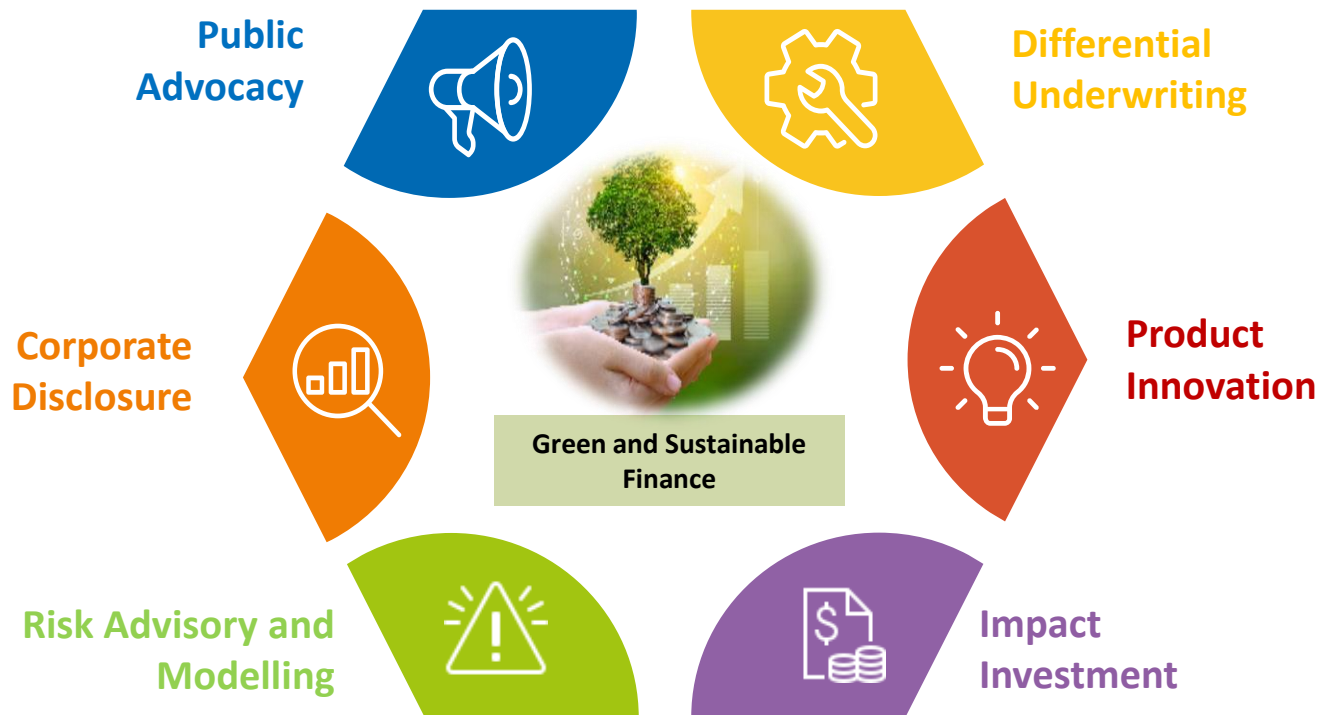 Public
Advocacy
Differential
Underwriting
Corporate
Disclosure
Product
Innovation
Green and Sustainable
Finance
Risk Advisory and
Modelling
$
Impact
Investment